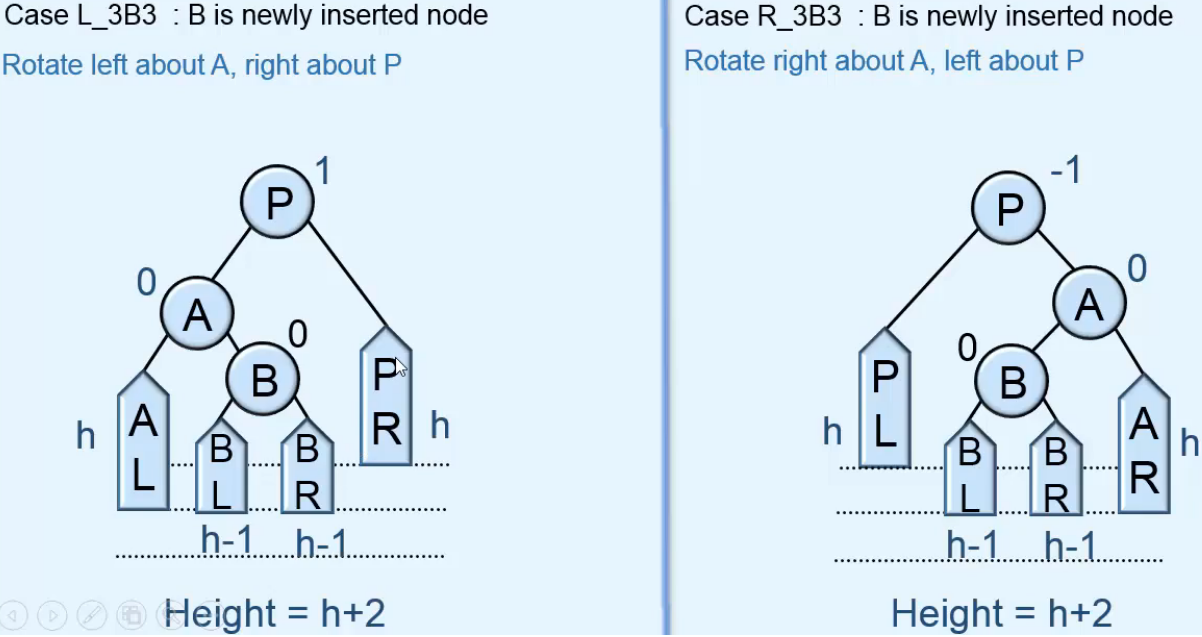 Case L_3B3 : B is newly inserted node
Rotate left about A, right about P
P
1
A
0
B
0
A
L
h
B
L
h-1
B
R
h-1
P
R
h
Height = h+2
Case R_3B3 : B is newly inserted node
Rotate right about A, left about P
P
-1
A
0
B
0
P
L
h
B
L
h-1
B
R
h-1
A
R
h
Height = h+2